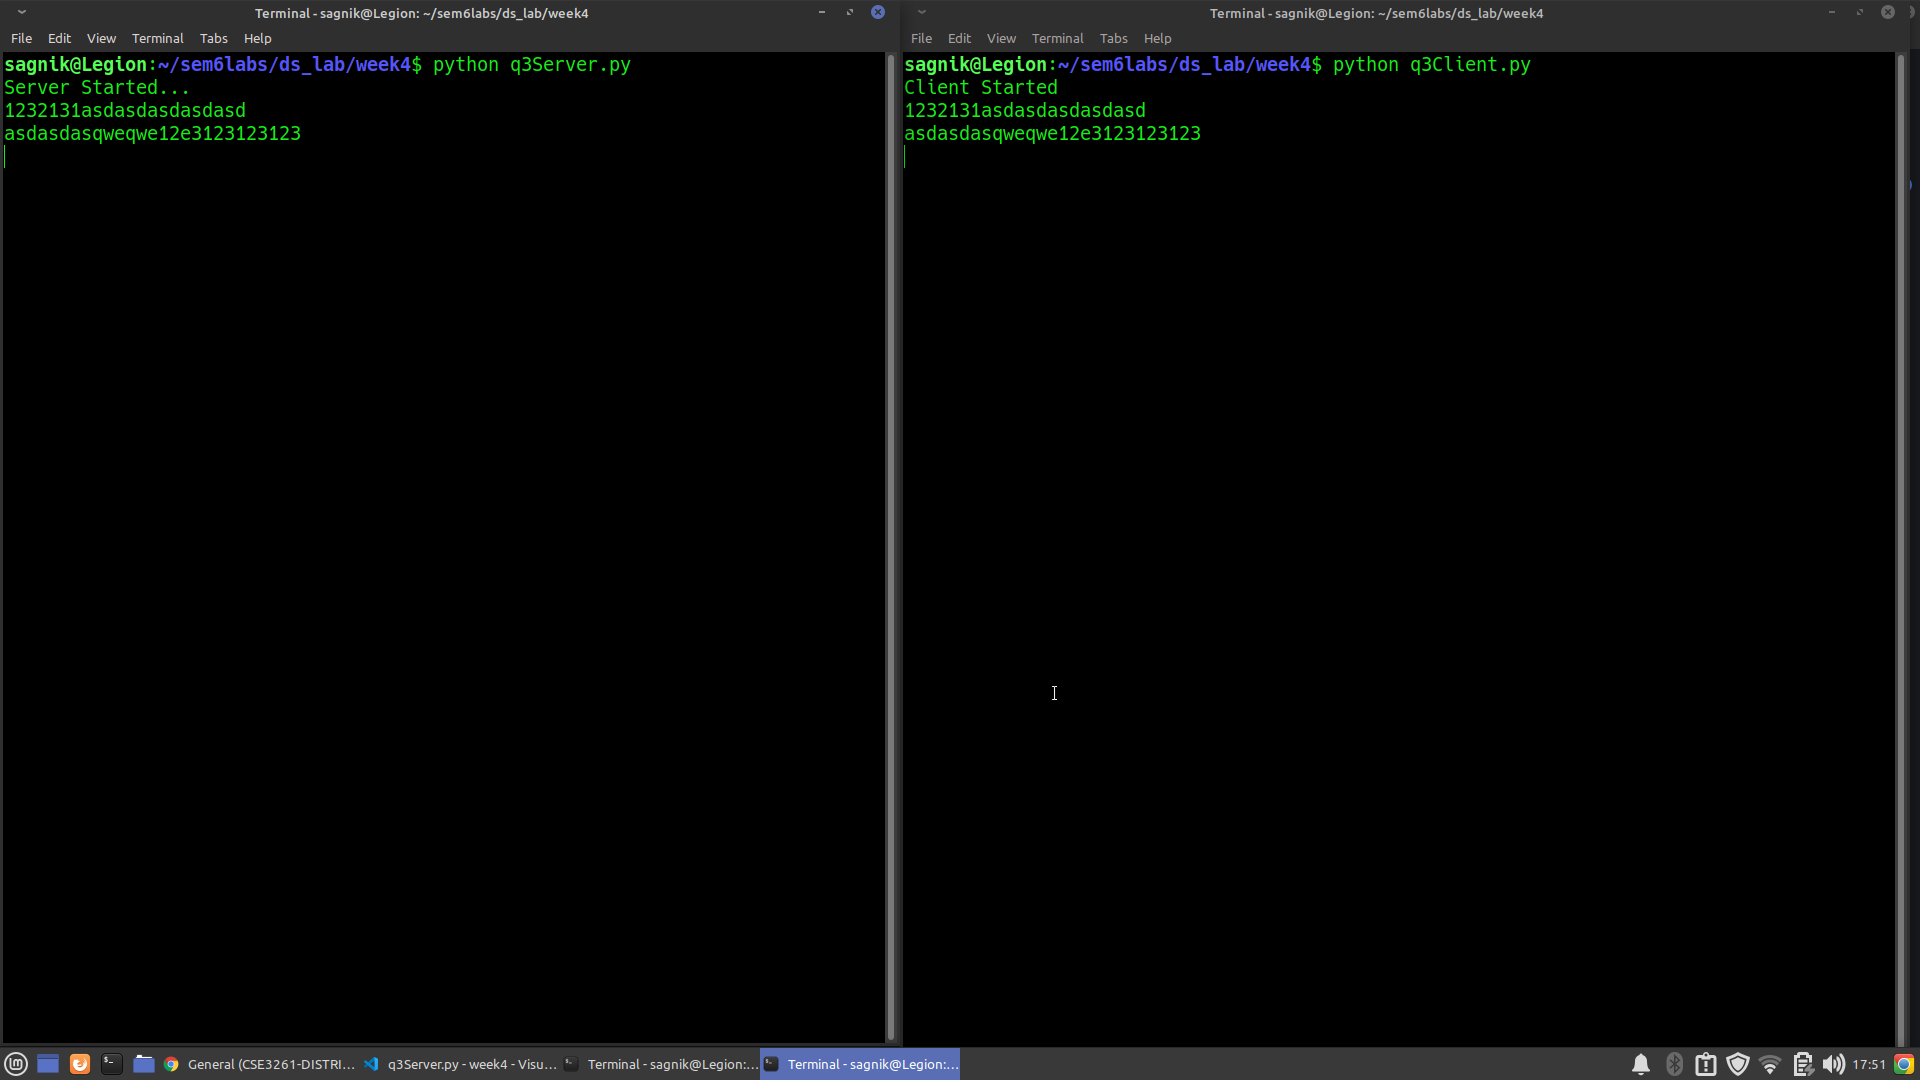 Terminal - sagnik@Legion: ~/sem6labs/ds_lab/week4
File Edit View Terminal Tabs Help
sagnik@Legion:~/sem6labs/ds_lab/week4$ python q3Server.py
Server Started...
1232131asdasdasdasdasd
asdasdasqweqwe12e3123123123
Terminal - sagnik@Legion: ~/sem6labs/ds_lab/week4
File Edit View Terminal Tabs Help
sagnik@Legion:~/sem6labs/ds_lab/week4$ python q3Client.py
Client Started
1232131asdasdasdasdasd
asdasdasqweqwe12e3123123123
General (CSE3261-DISTRI... q3Server.py - week4 - Visu... Terminal - sagnik@Legion:... Terminal - sagnik@Legion:... 17:51